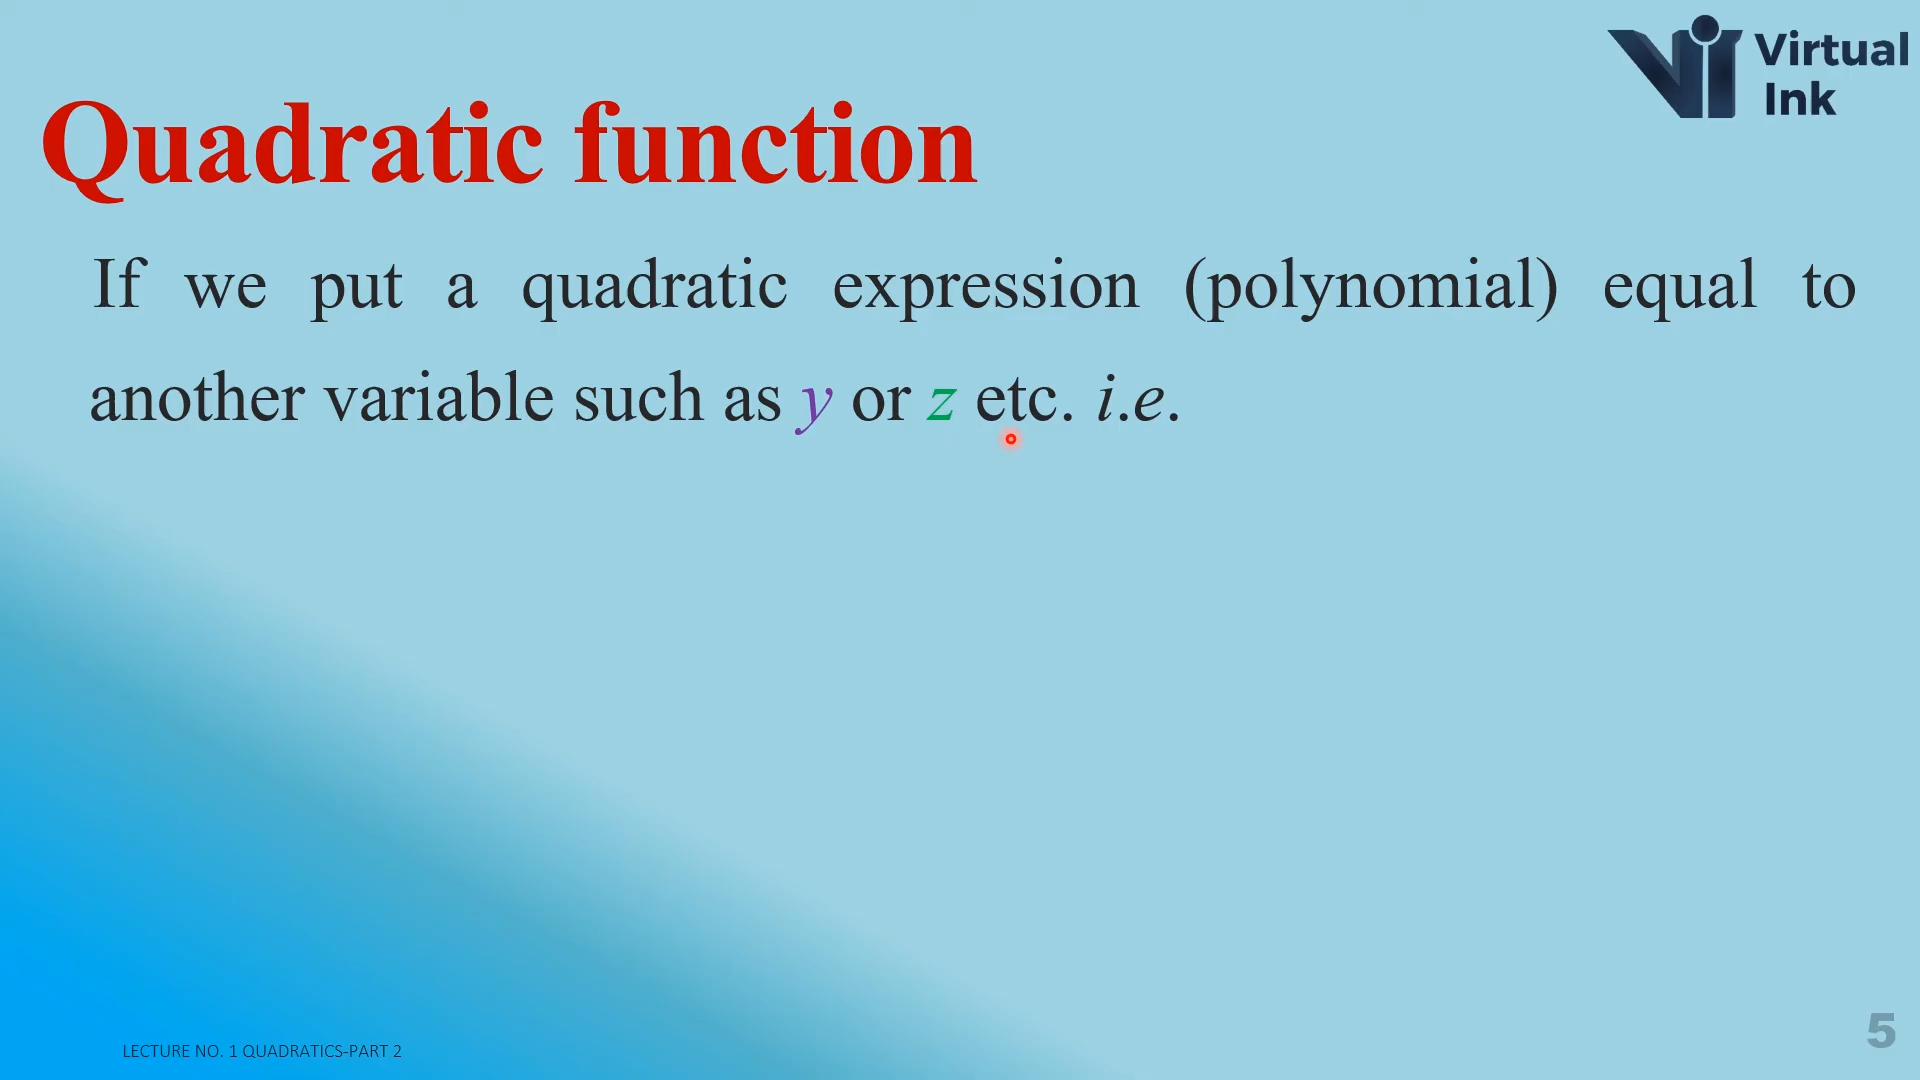 Virtual
Ink
Quadratic function
If we put a quadratic expression (polynomial) equal to
another variable such as y or z etc. i.e.
LECTURE NO. 1 QUADRATICS-PART 2
5